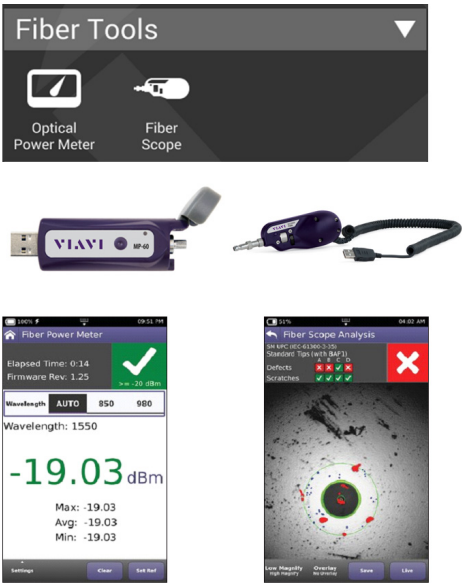 Fiber Tools
Optical
Power Meter
Fiber
Scope
VIAVI
MP-60
VIAVI
100%
09:51 PM
Fiber Power Meter
Elapsed Time: 0:14
Firmware Rev: 1.25
>= -20 dBm
Wavelength AUTO 850 980
Wavelength: 1550
-19.03 dBm
Max: -19.03
Avg: -19.03
Min: -19.03
Settings Clear Set Ref
51%
04:02 AM
Fiber Scope Analysis
SM UPC (IEC-61300-3-35)
Standard Tips (with BAF1)
A B C D
Defects
Scratches
Low Magnify Overlay
High Magnify No Overlay
Save Live